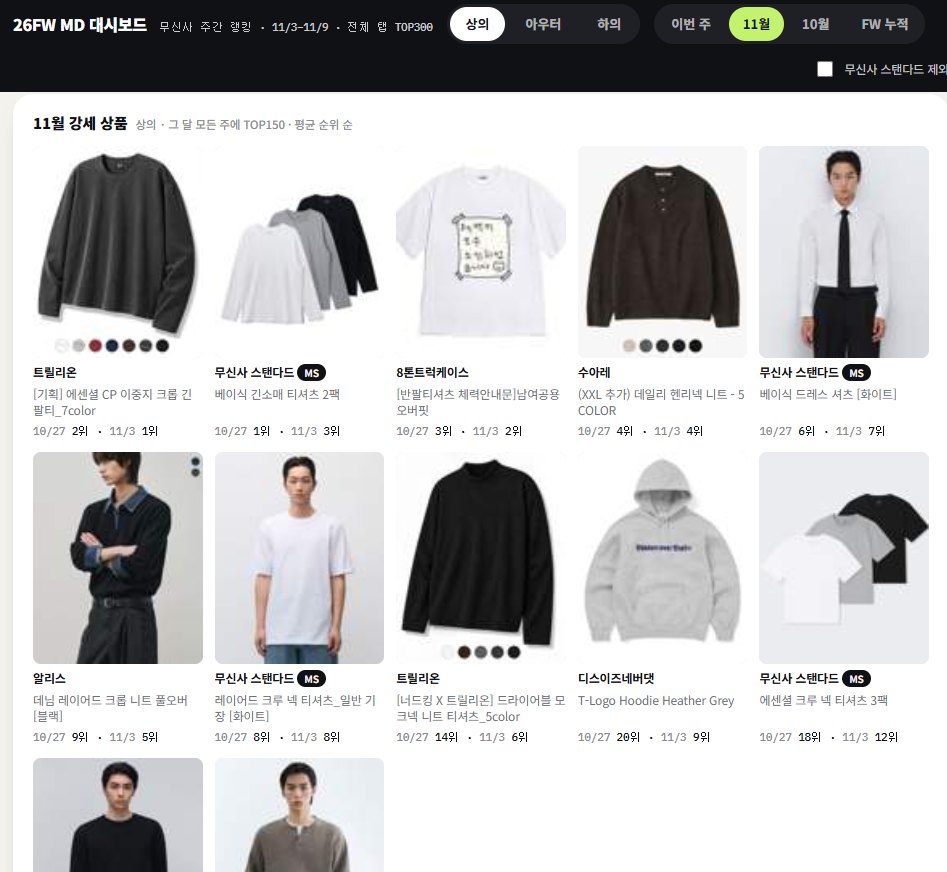 26FW MD 대시보드 무신사 주간 랭킹 · 11/3~11/9 · 전체 탭 TOP300 상의 아우터 하의 이번 주 11월 10월 FW 누적
무신사 스탠다드 제외
11월 강세 상품 상의 · 그 달 모든 주에 TOP150 · 평균 순위 순
트릴리온
[기획] 에센셜 CP 이중지 크롭 긴
팔티_7color
10/27 2위 · 11/3 1위
무신사 스탠다드 MS
베이식 긴소매 티셔츠 2팩
10/27 1위 · 11/3 3위
8톤트럭케이스
[반팔티셔츠 체력안내문]남여공용
오버핏
10/27 3위 · 11/3 2위
수아레
(XXL 추가) 데일리 헨리넥 니트 - 5
COLOR
10/27 4위 · 11/3 4위
무신사 스탠다드 MS
베이식 드레스 셔츠 [화이트]
10/27 6위 · 11/3 7위
알리스
데님 레이어드 크롭 니트 풀오버
[블랙]
10/27 9위 · 11/3 5위
무신사 스탠다드 MS
레이어드 크루 넥 티셔츠_일반 기
장 [화이트]
10/27 8위 · 11/3 8위
트릴리온
[너드킹 X 트릴리온] 드라이어블 모
크넥 니트 티셔츠_5color
10/27 14위 · 11/3 6위
디스이즈네버댓
T-Logo Hoodie Heather Grey
10/27 20위 · 11/3 9위
무신사 스탠다드 MS
에센셜 크루 넥 티셔츠 3팩
10/27 18위 · 11/3 12위